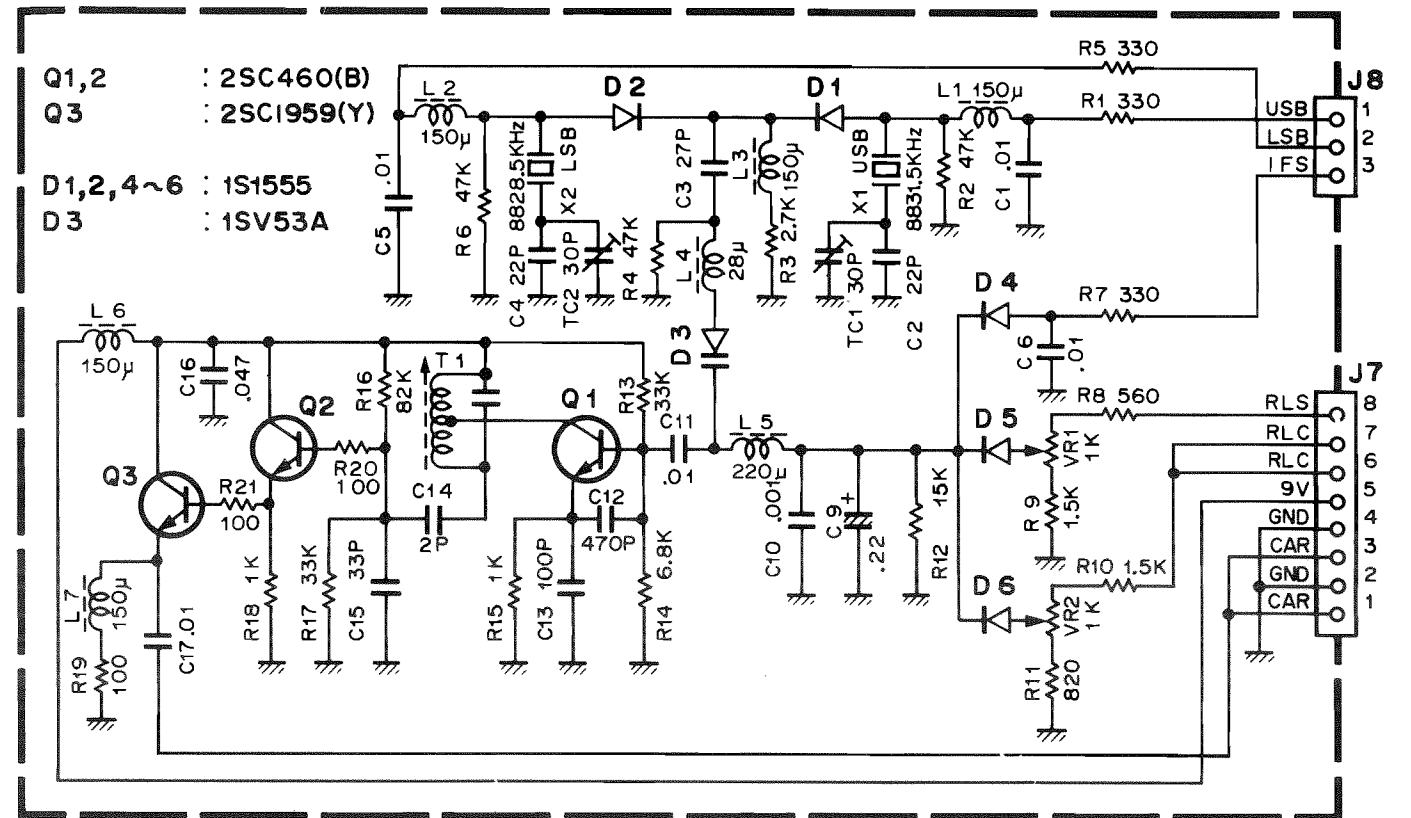 Q1,2 : 2SC460(B)
Q3 : 2SC1959(Y)
D1,2,4~6 : 1S1555
D3 : 1SV53A
R5 330
J8
L2
150μ
D2
D1
L1 150μ
R1 330
USB 1
LSB 2
IFS 3
C5 .01
R6 47K
8828.5KHz
X2 LSB
C4 22P
TC2 30P
R4 47K
C3 27P
L3 150μ
L4 28μ
R3 2.7K
X1 USB
8831.5KHz
TC1 30P
C2 22P
R2 47K
C1 .01
D3
D4
R7 330
C6 .01
L6
150μ
C16 .047
R16 82K
T1
Q2
Q1
Q3
R13 33K
C11
.01
L5
220μ
D5
R8 560
VR1 1K
R9 1.5K
J7
RLS 8
RLC 7
RLC 6
9V 5
GND 4
CAR 3
GND 2
CAR 1
R20
100
R21
100
C14
2P
C12
470P
C10 .001
C9 + .22
R12 15K
R10 1.5K
D6
VR2 1K
R11 820
L7 150μ
R19 100
C17 .01
R18 1K
R17 33K
C15 33P
R15 1K
C13 100P
R14 6.8K